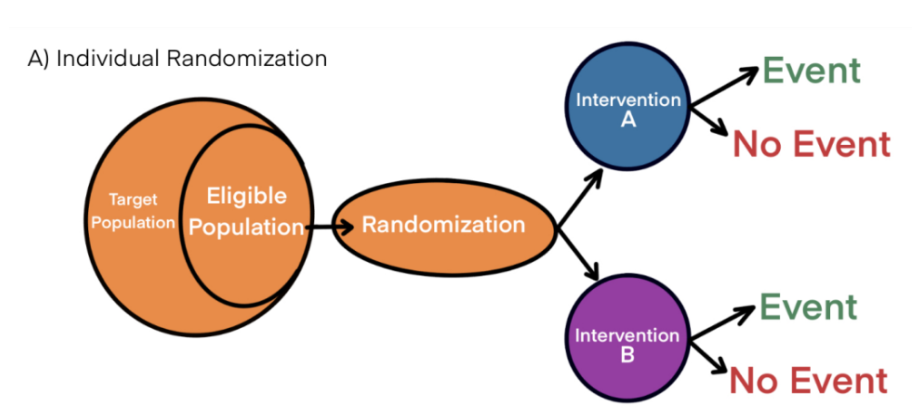 A) Individual Randomization
Target
Population
Eligible
Population
Randomization
Intervention
A
Event
No Event
Intervention
B
Event
No Event